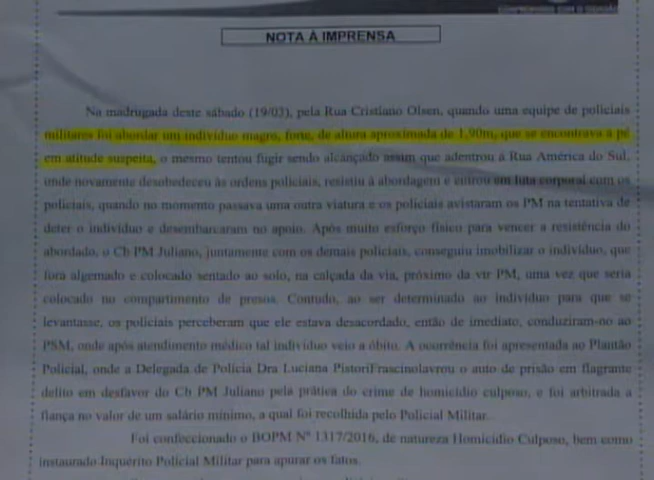 COMPROMISSO COM O CIDADÃO
NOTA À IMPRENSA
Na madrugada deste sábado (19/03), pela Rua Cristiano Olsen, quando uma equipe de policiais
militares foi abordar um indivíduo magro, forte, de altura aproximada de 1,90m, que se encontrava a pé
em atitude suspeita, o mesmo tentou fugir sendo alcançado assim que adentrou à Rua América do Sul,
onde novamente desobedeceu às ordens policiais, resistiu à abordagem e entrou em luta corporal com os
policiais, quando no momento passava uma outra viatura e os policiais avistaram os PM na tentativa de
deter o indivíduo e desembarcaram no apoio. Após muito esforço físico para vencer a resistência do
abordado, o Cb PM Juliano, juntamente com os demais policiais, conseguiu imobilizar o indivíduo, que
fora algemado e colocado sentado ao solo, na calçada da via, próximo da vtr PM, uma vez que seria
colocado no compartimento de presos. Contudo, ao ser determinado ao indivíduo para que se
levantasse, os policiais perceberam que ele estava desacordado, então de imediato, conduziram-no ao
PSM, onde após atendimento médico tal indivíduo veio a óbito. A ocorrência foi apresentada ao Plantão
Policial, onde a Delegada de Polícia Dra Luciana PistoriFrascinolavrou o auto de prisão em flagrante
delito em desfavor do Cb PM Juliano pela prática do crime de homicídio culposo, e foi arbitrada a
fiança no valor de um salário mínimo, a qual foi recolhida pelo Policial Militar.
Foi confeccionado o BOPM Nº 1317/2016, de natureza Homicídio Culposo, bem como
instaurado Inquérito Policial Militar para apurar os fatos.